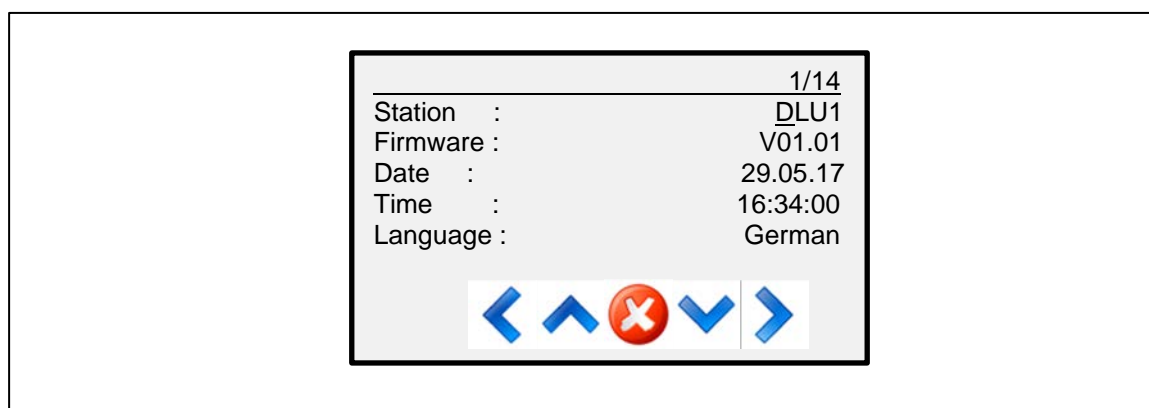 1/14
Station : DLU1
Firmware : V01.01
Date : 29.05.17
Time : 16:34:00
Language : German